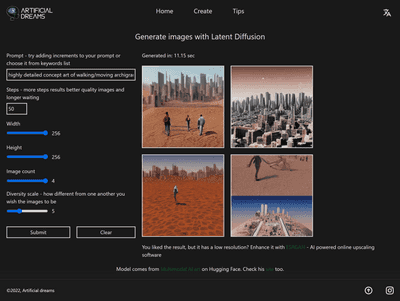 ARTIFICIAL
DREAMS
Home
Create
Tips
Generate images with Latent Diffusion
Prompt - try adding increments to your prompt or
choose it from keywords list
highly detailed concept art of walking/moving archigra
Steps - more steps results better quality images and
longer waiting
50
Width
256
Height
256
Image count
4
Diversity scale - how different from one another you
wish the images to be
5
Submit
Clear
Generated in: 11.15 sec
You liked the result, but it has a low resolution? Enhance it with - AI powered online upscaling
software
Model comes from on Hugging Face. Check his too.
©2022, Artificial dreams